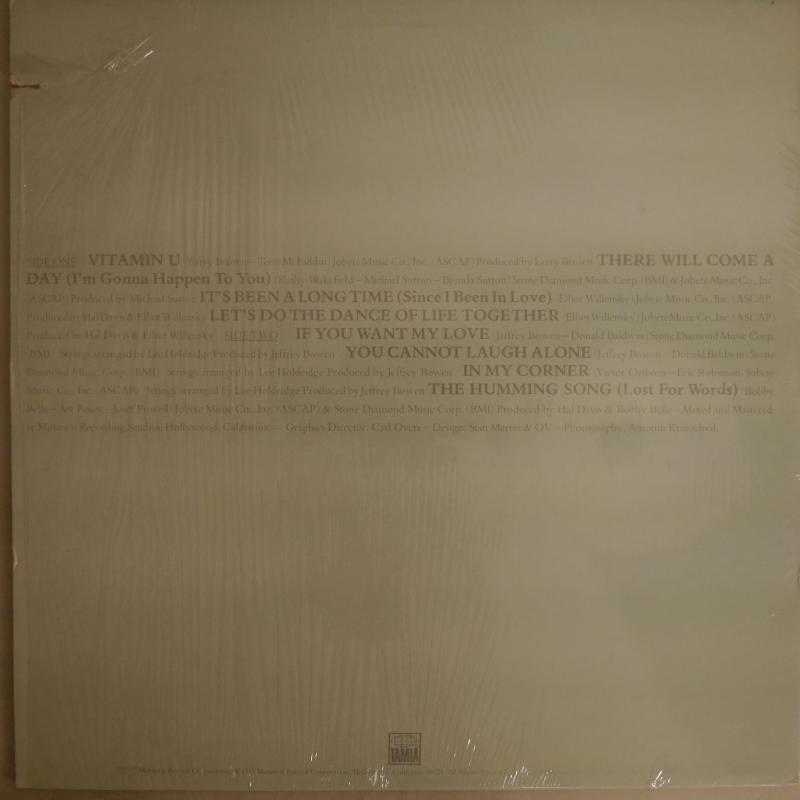 SIDE ONE VITAMIN U (Larry Brown – Terri McFaddin) Jobete Music Co., Inc. (ASCAP) Produced by Larry Brown THERE WILL COME A
DAY (I'm Gonna Happen To You) (Kathy Wakefield – Michael Sutton – Brenda Sutton) Stone Diamond Music Corp. (BMI) & Jobete Music Co., Inc.
(ASCAP) Produced by Michael Sutton IT'S BEEN A LONG TIME (Since I Been In Love) (Elliot Willensky) Jobete Music Co., Inc. (ASCAP)
Produced by Hal Davis & Elliot Willensky LET'S DO THE DANCE OF LIFE TOGETHER (Elliot Willensky) Jobete Music Co., Inc. (ASCAP)
Produced by Hal Davis & Elliot Willensky SIDE TWO IF YOU WANT MY LOVE (Jeffrey Bowen – Donald Baldwin) Stone Diamond Music Corp.
(BMI) Strings arranged by Lee Holdridge Produced by Jeffrey Bowen YOU CANNOT LAUGH ALONE (Jeffrey Bowen – Donald Baldwin) Stone
Diamond Music Corp. (BMI) Strings arranged by Lee Holdridge Produced by Jeffrey Bowen IN MY CORNER (Victor Orsborn – Eric Robinson) Jobete
Music Co., Inc. (ASCAP) Strings arranged by Lee Holdridge Produced by Jeffrey Bowen THE HUMMING SONG (Lost For Words) (Bobby
Belle – Art Posey – Josef Powell) Jobete Music Co., Inc. (ASCAP) & Stone Diamond Music Corp. (BMI) Produced by Hal Davis & Bobby Belle – Mixed and Mastered
at Motown Recording Studios, Hollywood, California. – Graphics Director, Carl Overr – Design, Stan Martin & OV – Photography, Antonin Kratochvil.
TAMLA
Motown Record Corporation, Hollywood, California